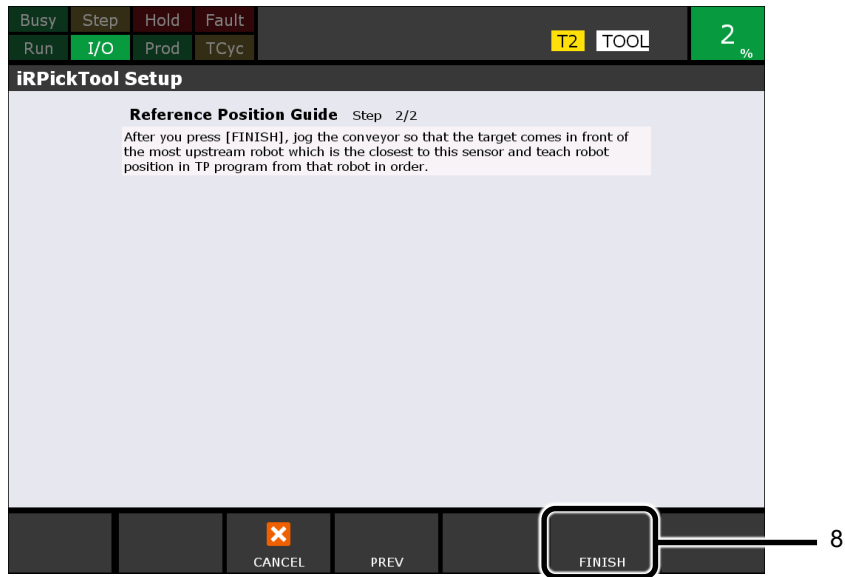 Busy Step Hold Fault
Run I/O Prod TCyc
T2 TOOL
2 %
iRPickTool Setup
Reference Position Guide Step 2/2
After you press [FINISH], jog the conveyor so that the target comes in front of
the most upstream robot which is the closest to this sensor and teach robot
position in TP program from that robot in order.
CANCEL PREV FINISH
8